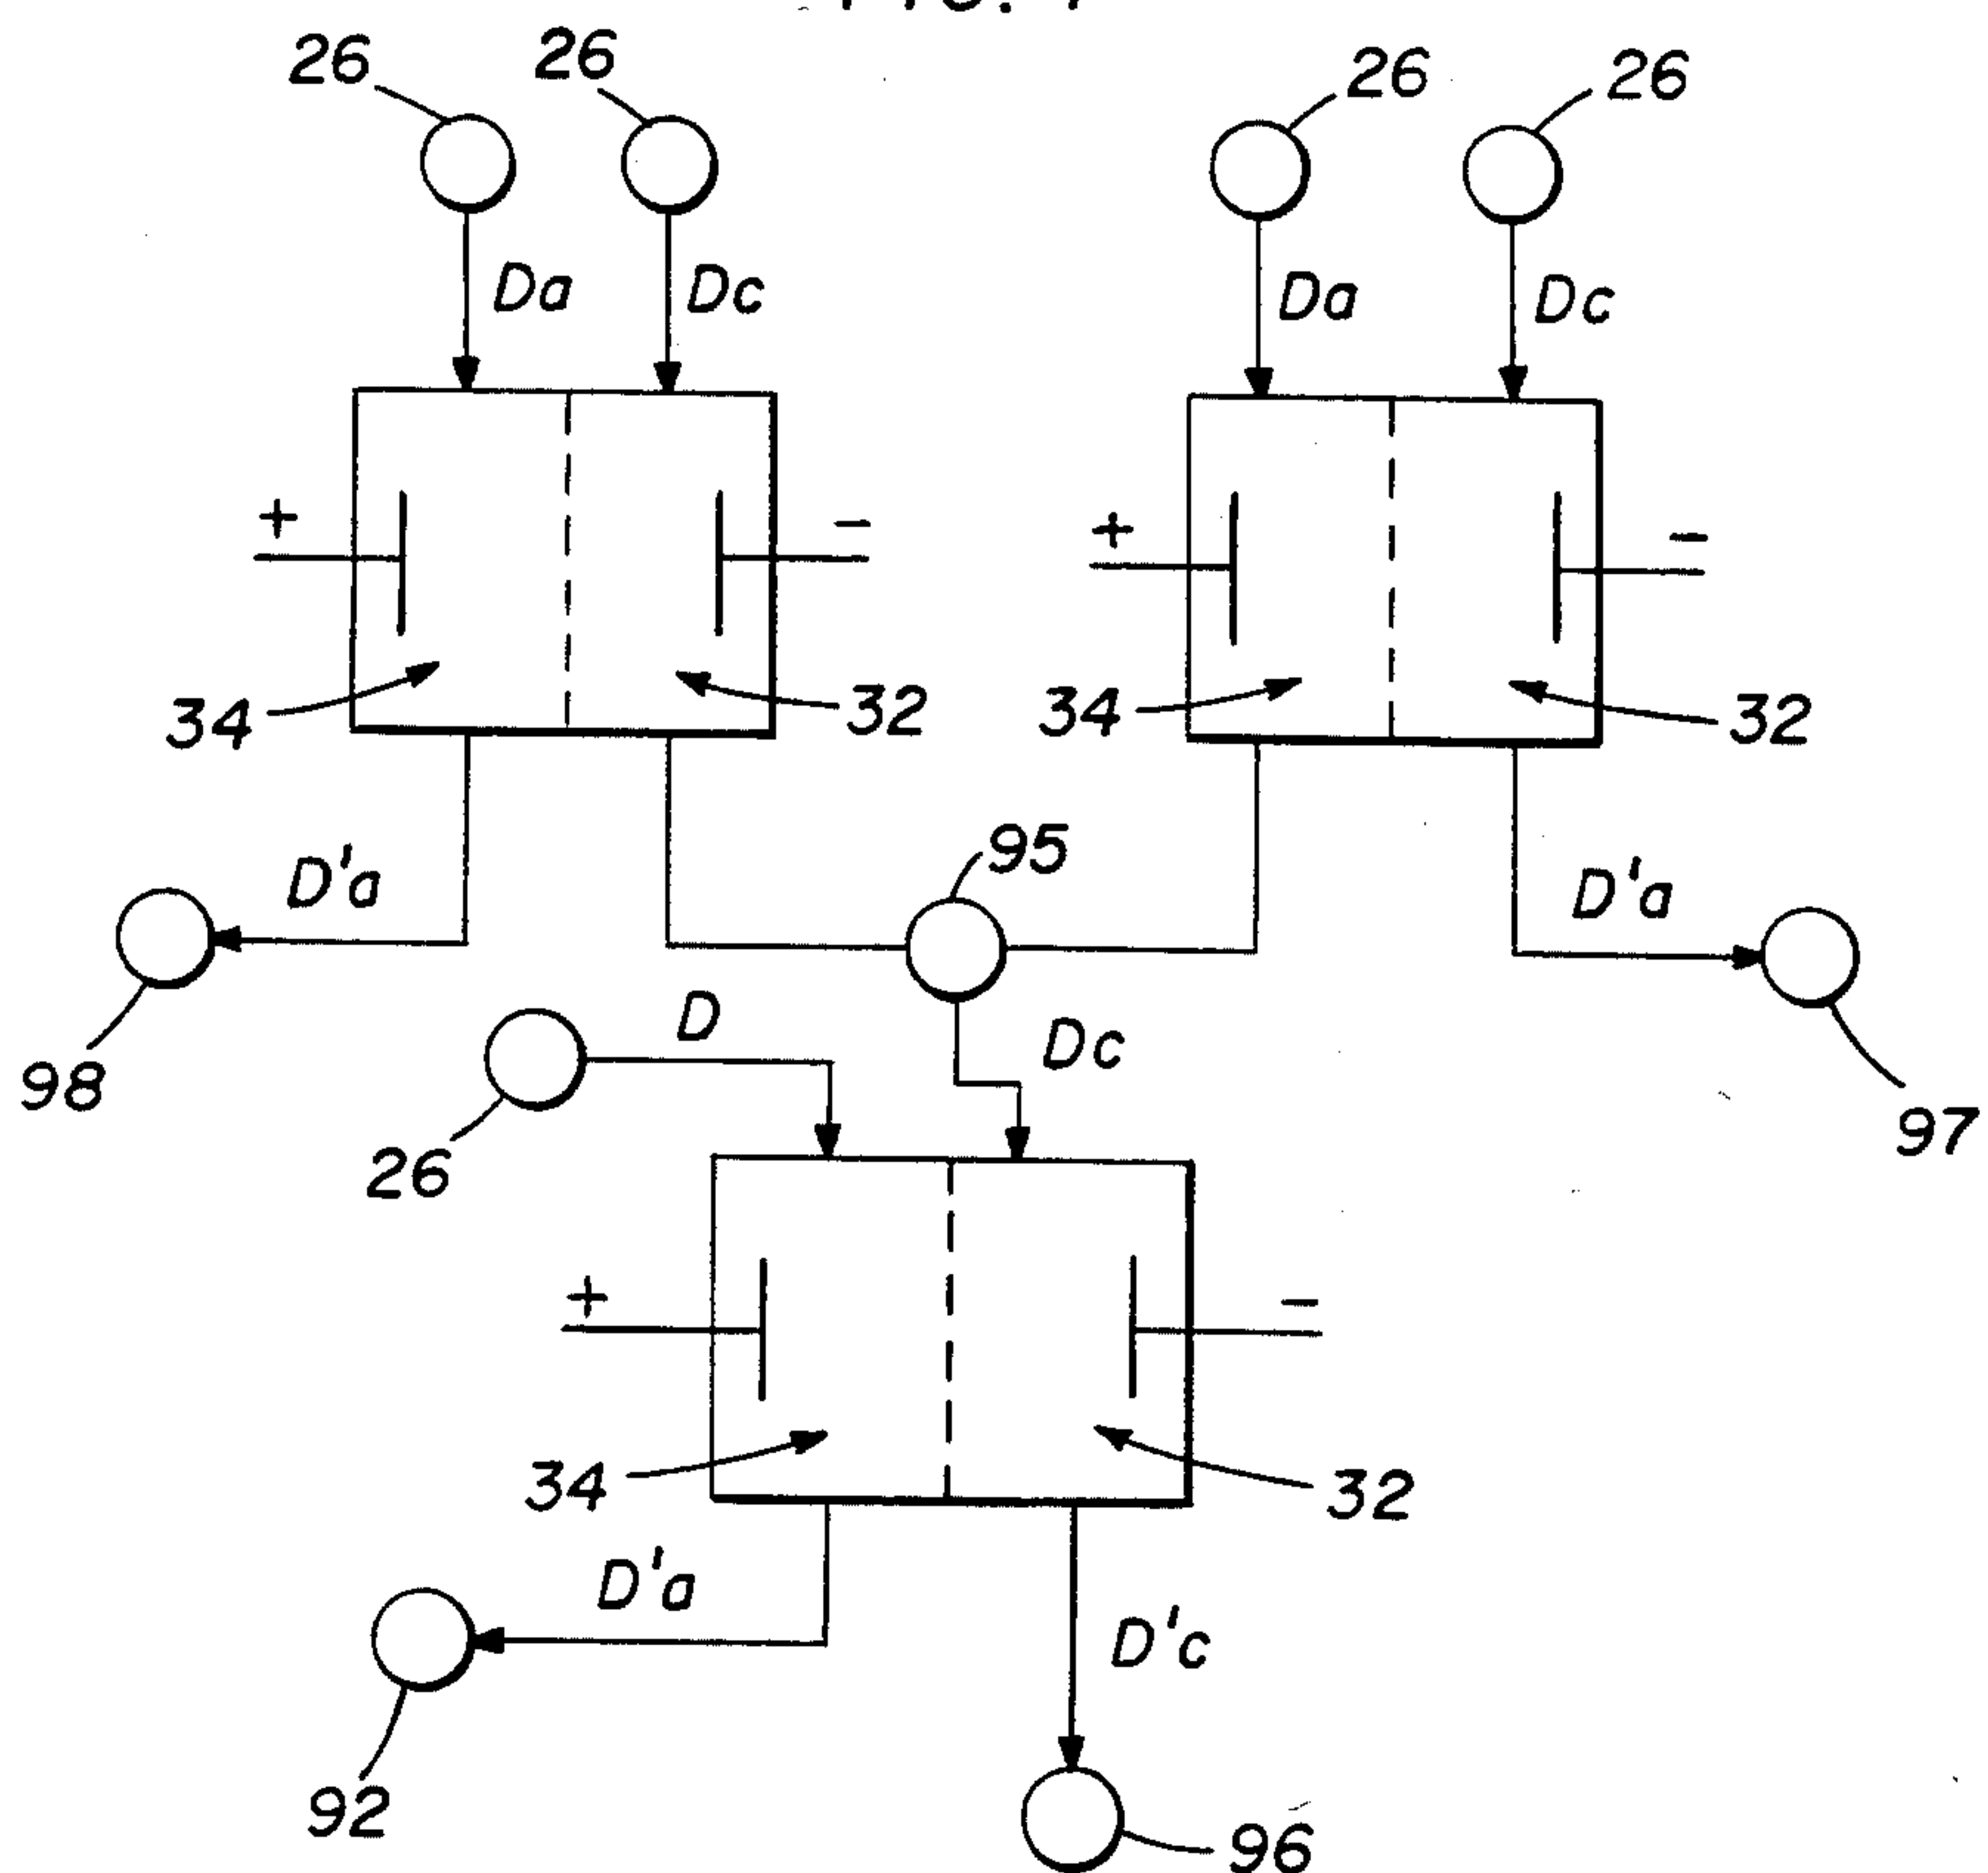 26 26 26 26
Da Dc Da Dc
+ − + −
34 32 34 32
95
D'a D'a
D Dc
98 26 97
+ −
34 32
D'a D'c
92 96